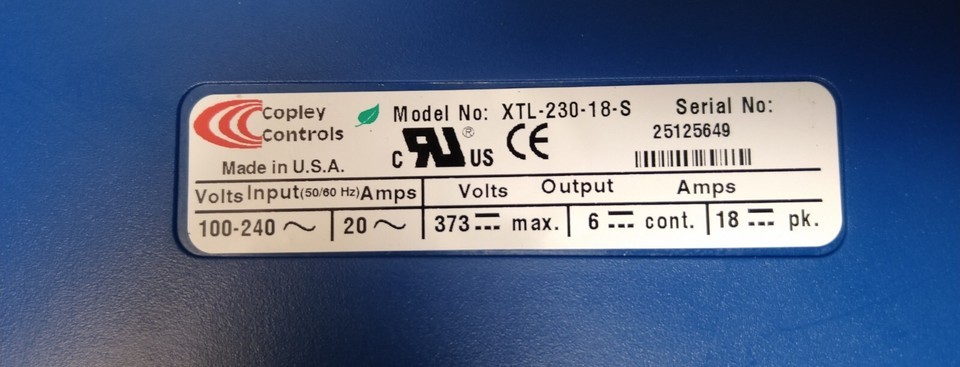 Copley Controls
Model No: XTL-230-18-S
Serial No:
25125649
C RU ® US CE
Made in U.S.A.
Volts Input (50/60 Hz) Amps
Volts Output Amps
100-240 ~ 20 ~ 373 ⎓ max. 6 ⎓ cont. 18 ⎓ pk.